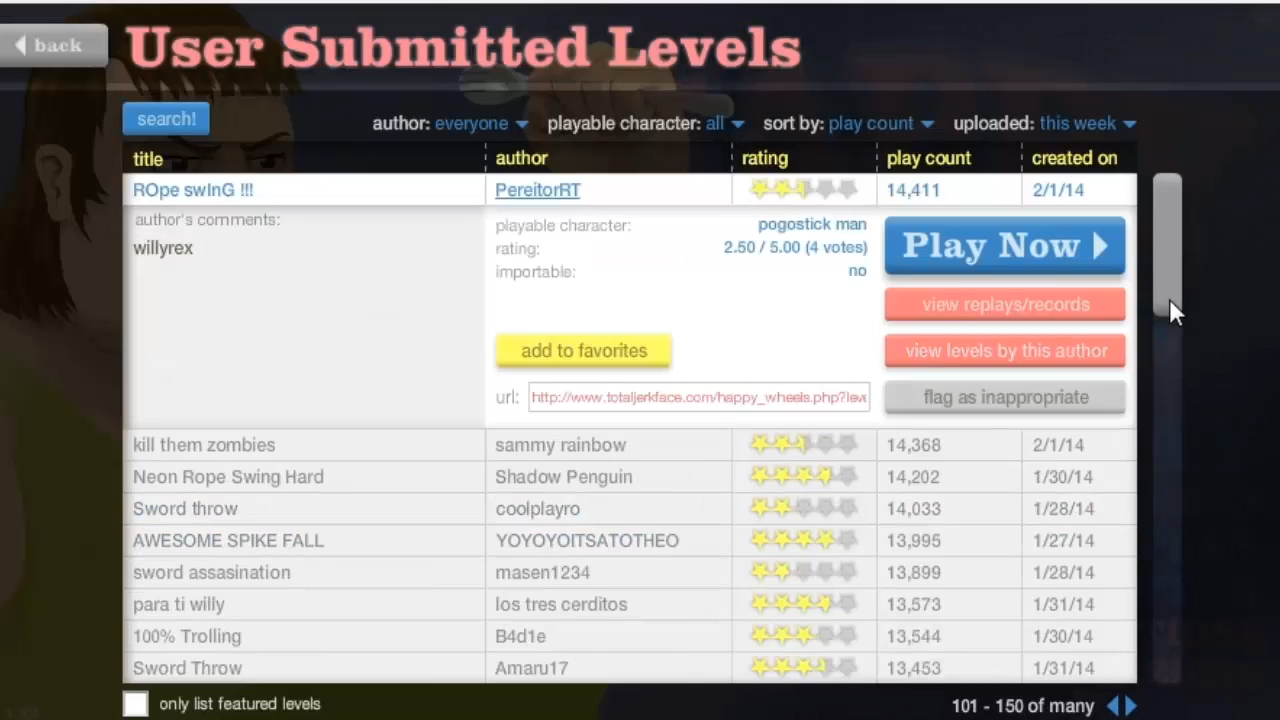 back
User Submitted Levels
search!
author: everyone playable character: all sort by: play count uploaded: this week
title author rating play count created on
ROpe swInG !!! PereitorRT 14,411 2/1/14
author's comments:
willyrex
playable character: pogostick man
rating: 2.50 / 5.00 (4 votes)
importable: no
Play Now
view replays/records
add to favorites
view levels by this author
url: http://www.totaljerkface.com/happy_wheels.php?leve
flag as inappropriate
kill them zombies sammy rainbow 14,368 2/1/14
Neon Rope Swing Hard Shadow Penguin 14,202 1/30/14
Sword throw coolplayro 14,033 1/28/14
AWESOME SPIKE FALL YOYOYOITSATOTHEO 13,995 1/27/14
sword assasination masen1234 13,899 1/28/14
para ti willy los tres cerditos 13,573 1/31/14
100% Trolling B4d1e 13,544 1/30/14
Sword Throw Amaru17 13,453 1/31/14
only list featured levels 101 - 150 of many